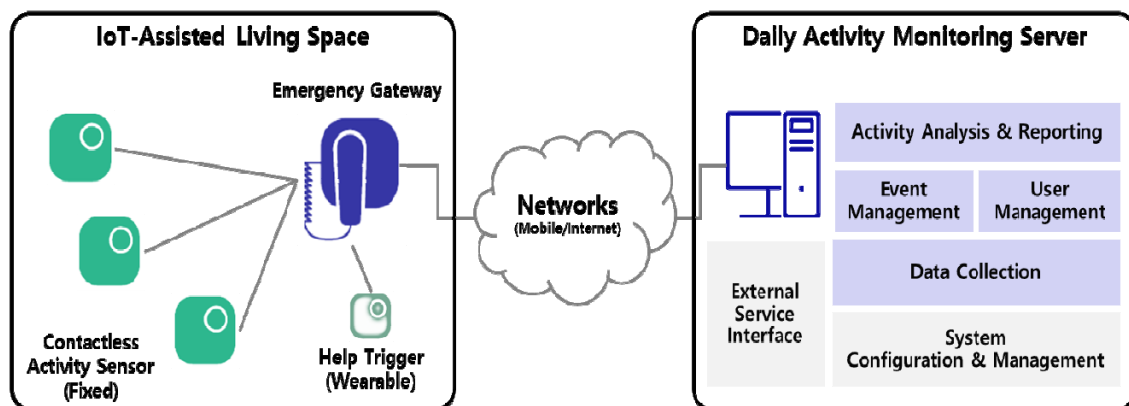 IoT-Assisted Living Space
Emergency Gateway
Contactless
Activity Sensor
(Fixed)
Help Trigger
(Wearable)
Networks
(Mobile/Internet)
Daily Activity Monitoring Server
Activity Analysis & Reporting
Event
Management
User
Management
Data Collection
External
Service
Interface
System
Configuration & Management